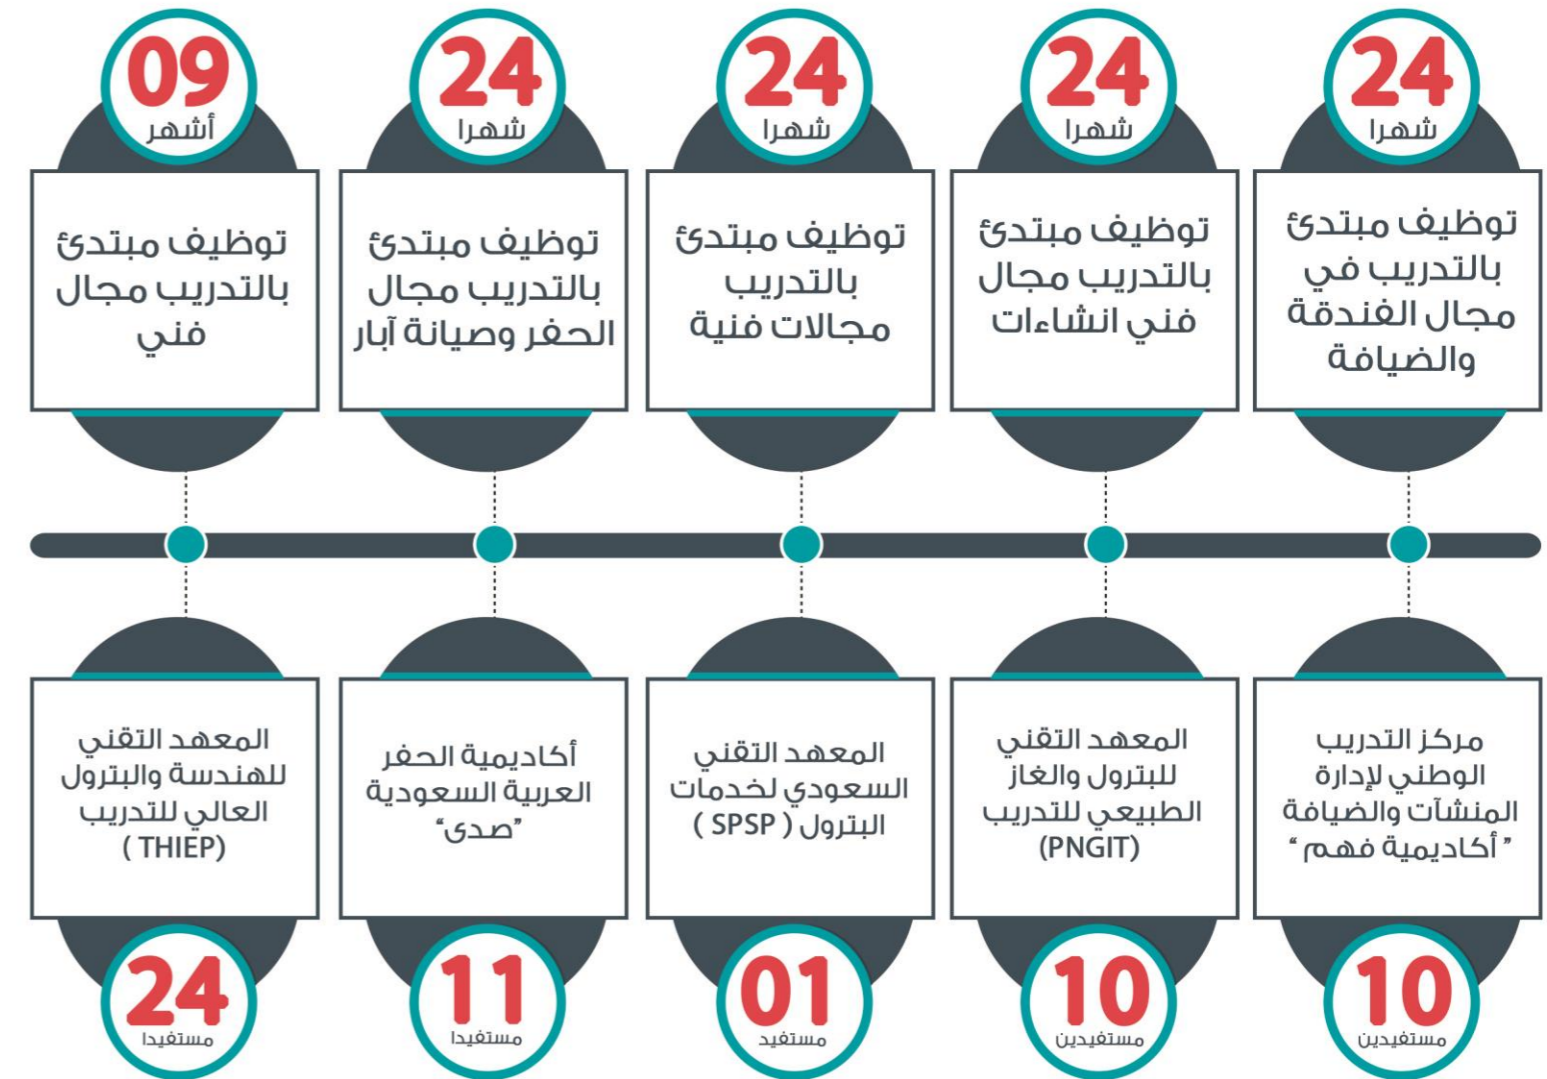 24
شهرا
توظيف مبتدئ
بالتدريب في
مجال الفندقة
والضيافة
24
شهرا
توظيف مبتدئ
بالتدريب مجال
فني انشاءات
24
شهرا
توظيف مبتدئ
بالتدريب
مجالات فنية
24
شهرا
توظيف مبتدئ
بالتدريب مجال
الحفر وصيانة آبار
09
أشهر
توظيف مبتدئ
بالتدريب مجال
فني
مركز التدريب
الوطني لإدارة
المنشآت والضيافة
" أكاديمية فهم "
10
مستفيدين
المعهد التقني
للبترول والغاز
الطبيعي للتدريب
(PNGIT)
10
مستفيدين
المعهد التقني
السعودي لخدمات
البترول ( SPSP )
01
مستفيد
أكاديمية الحفر
العربية السعودية
"صدى"
11
مستفيدا
المعهد التقني
للهندسة والبترول
العالي للتدريب
( THIEP)
24
مستفيدا